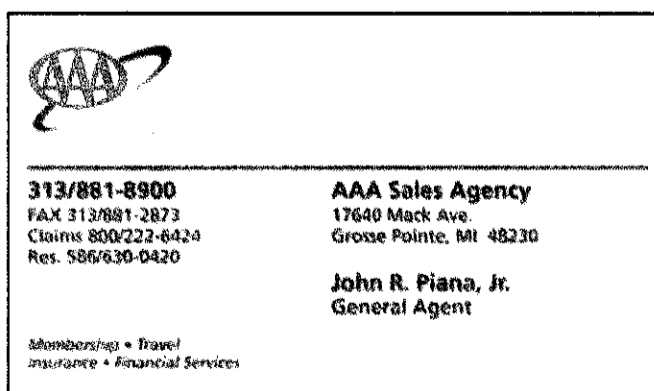 AAA
313/881-8900
FAX 313/881-2873
Claims 800/222-6424
Res. 586/630-0420
Membership • Travel
Insurance • Financial Services
AAA Sales Agency
17640 Mack Ave.
Grosse Pointe, MI 48230
John R. Piana, Jr.
General Agent